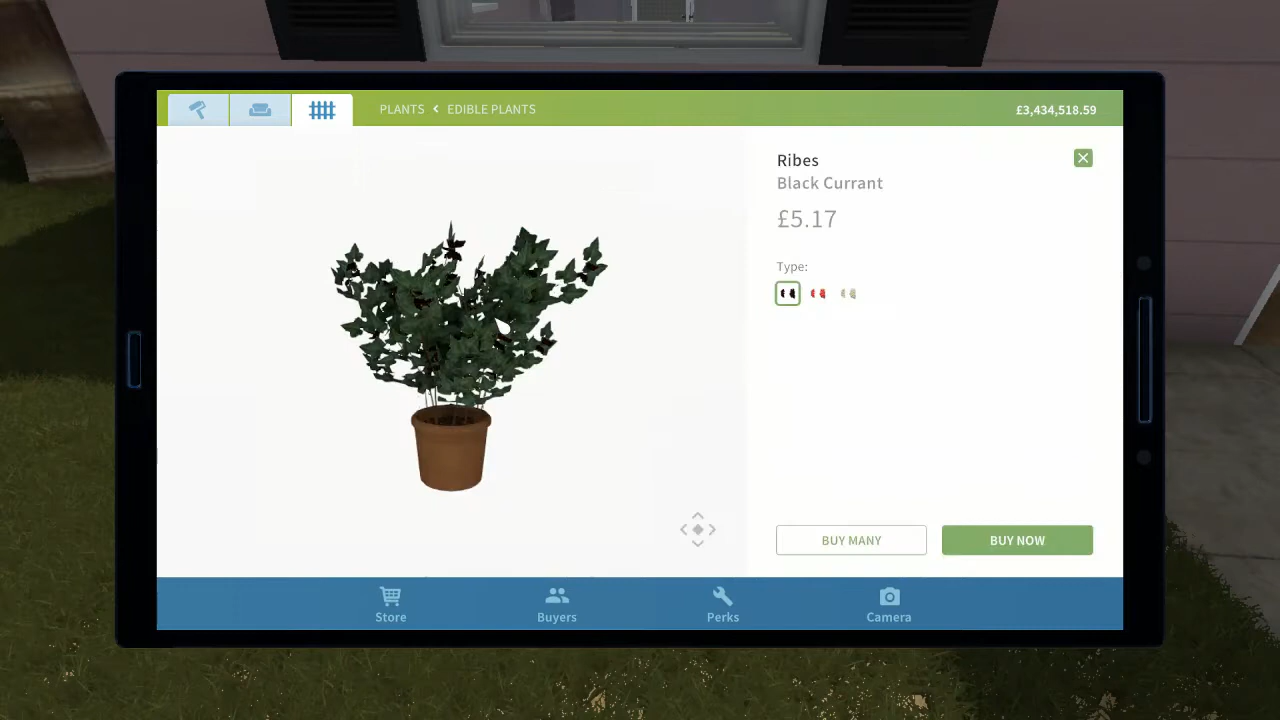 PLANTS < EDIBLE PLANTS
£3,434,518.59
Ribes
Black Currant
£5.17
Type:
BUY MANY
BUY NOW
Store
Buyers
Perks
Camera